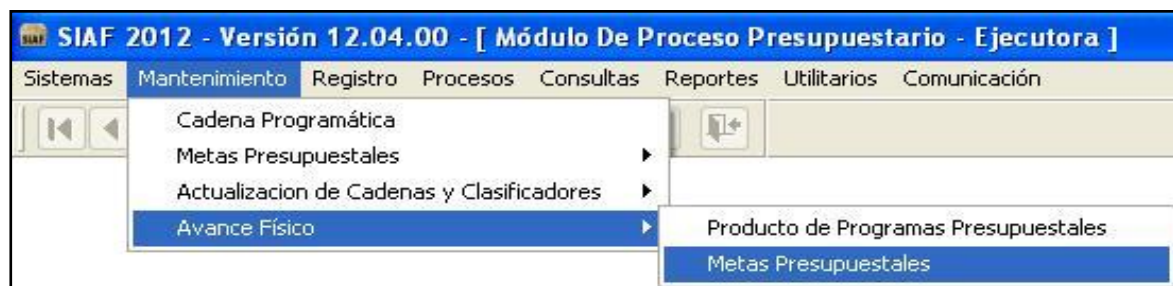 SIAF 2012 - Versión 12.04.00 - [ Módulo De Proceso Presupuestario - Ejecutora ]
Sistemas Mantenimiento Registro Procesos Consultas Reportes Utilitarios Comunicación
Cadena Programática
Metas Presupuestales
Actualizacion de Cadenas y Clasificadores
Avance Físico
Producto de Programas Presupuestales
Metas Presupuestales